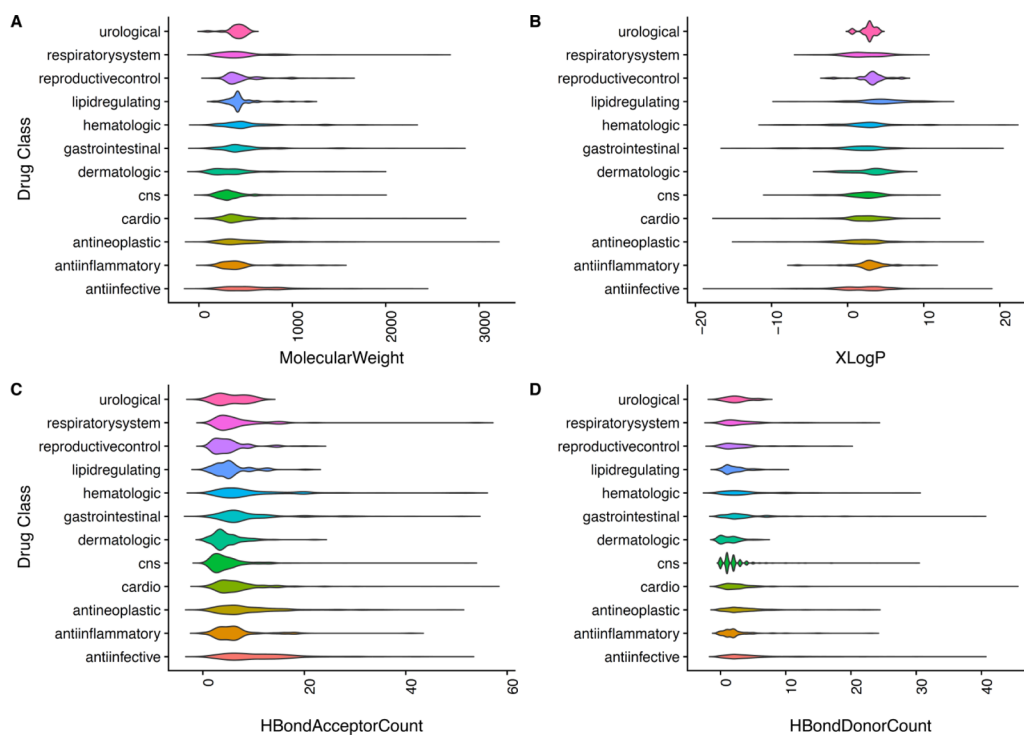 A
Drug Class
urological
respiratorysystem
reproductivecontrol
lipidregulating
hematologic
gastrointestinal
dermatologic
cns
cardio
antineoplastic
antiinflammatory
antiinfective
0
1000
2000
3000
MolecularWeight
B
urological
respiratorysystem
reproductivecontrol
lipidregulating
hematologic
gastrointestinal
dermatologic
cns
cardio
antineoplastic
antiinflammatory
antiinfective
−20
−10
0
10
20
XLogP
C
Drug Class
urological
respiratorysystem
reproductivecontrol
lipidregulating
hematologic
gastrointestinal
dermatologic
cns
cardio
antineoplastic
antiinflammatory
antiinfective
0
20
40
60
HBondAcceptorCount
D
urological
respiratorysystem
reproductivecontrol
lipidregulating
hematologic
gastrointestinal
dermatologic
cns
cardio
antineoplastic
antiinflammatory
antiinfective
0
10
20
30
40
HBondDonorCount